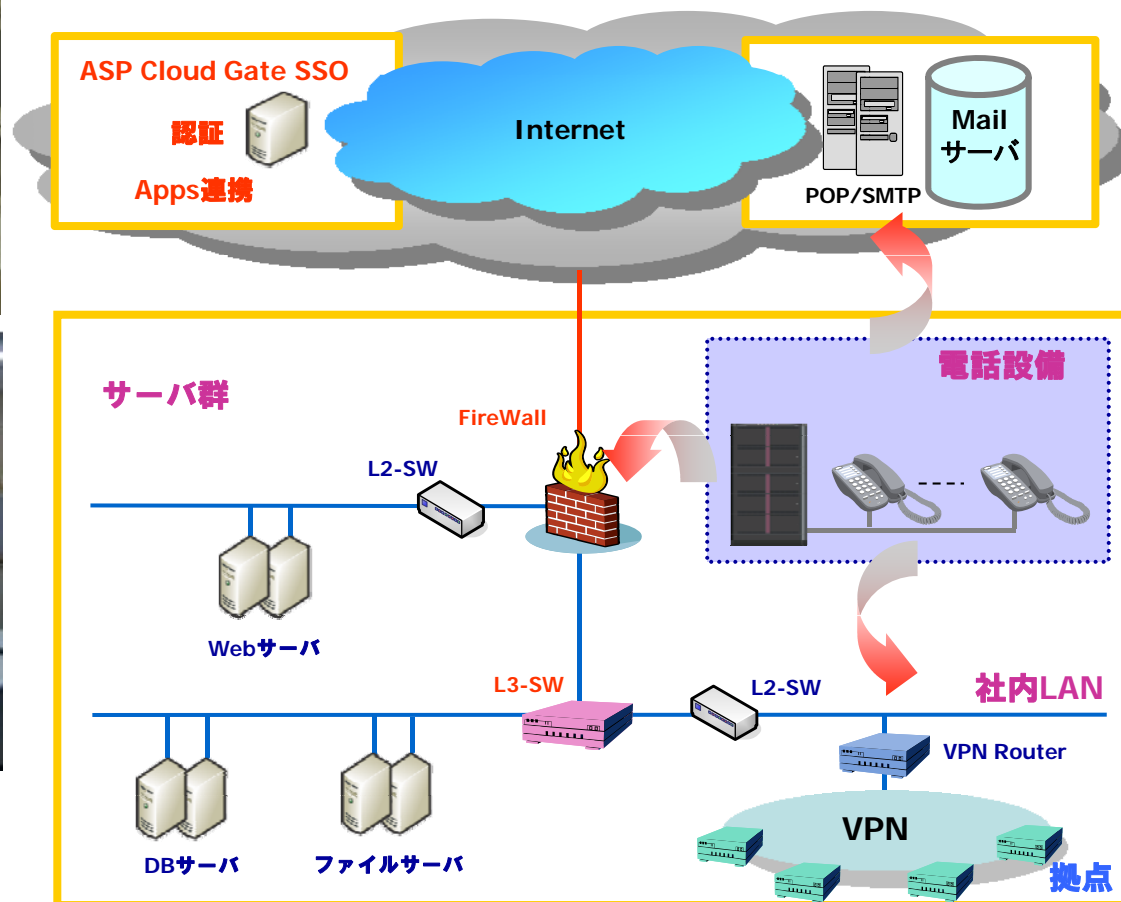 ASP Cloud Gate SSO
認証
Apps連携
Internet
Mail
サーバ
POP/SMTP
サーバ群
電話設備
FireWall
L2-SW
Webサーバ
L3-SW
L2-SW
社内LAN
VPN Router
VPN
DBサーバ
ファイルサーバ
拠点